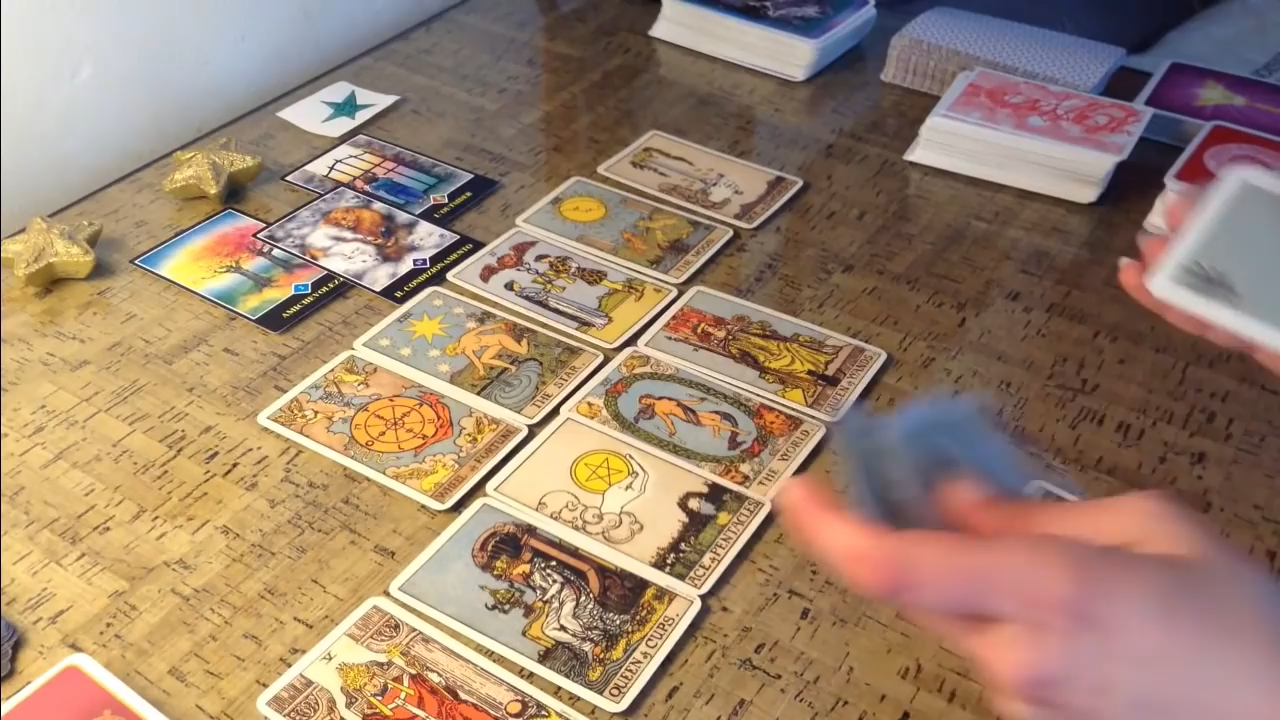 L'OUTSIDER
IL CONDIZIONAMENTO
AMICHEVOLEZZA
THE MOON.
QUEEN of WANDS
THE STAR.
THE WORLD.
WHEEL of FORTUNE
ACE of PENTACLES
QUEEN of CUPS.
V